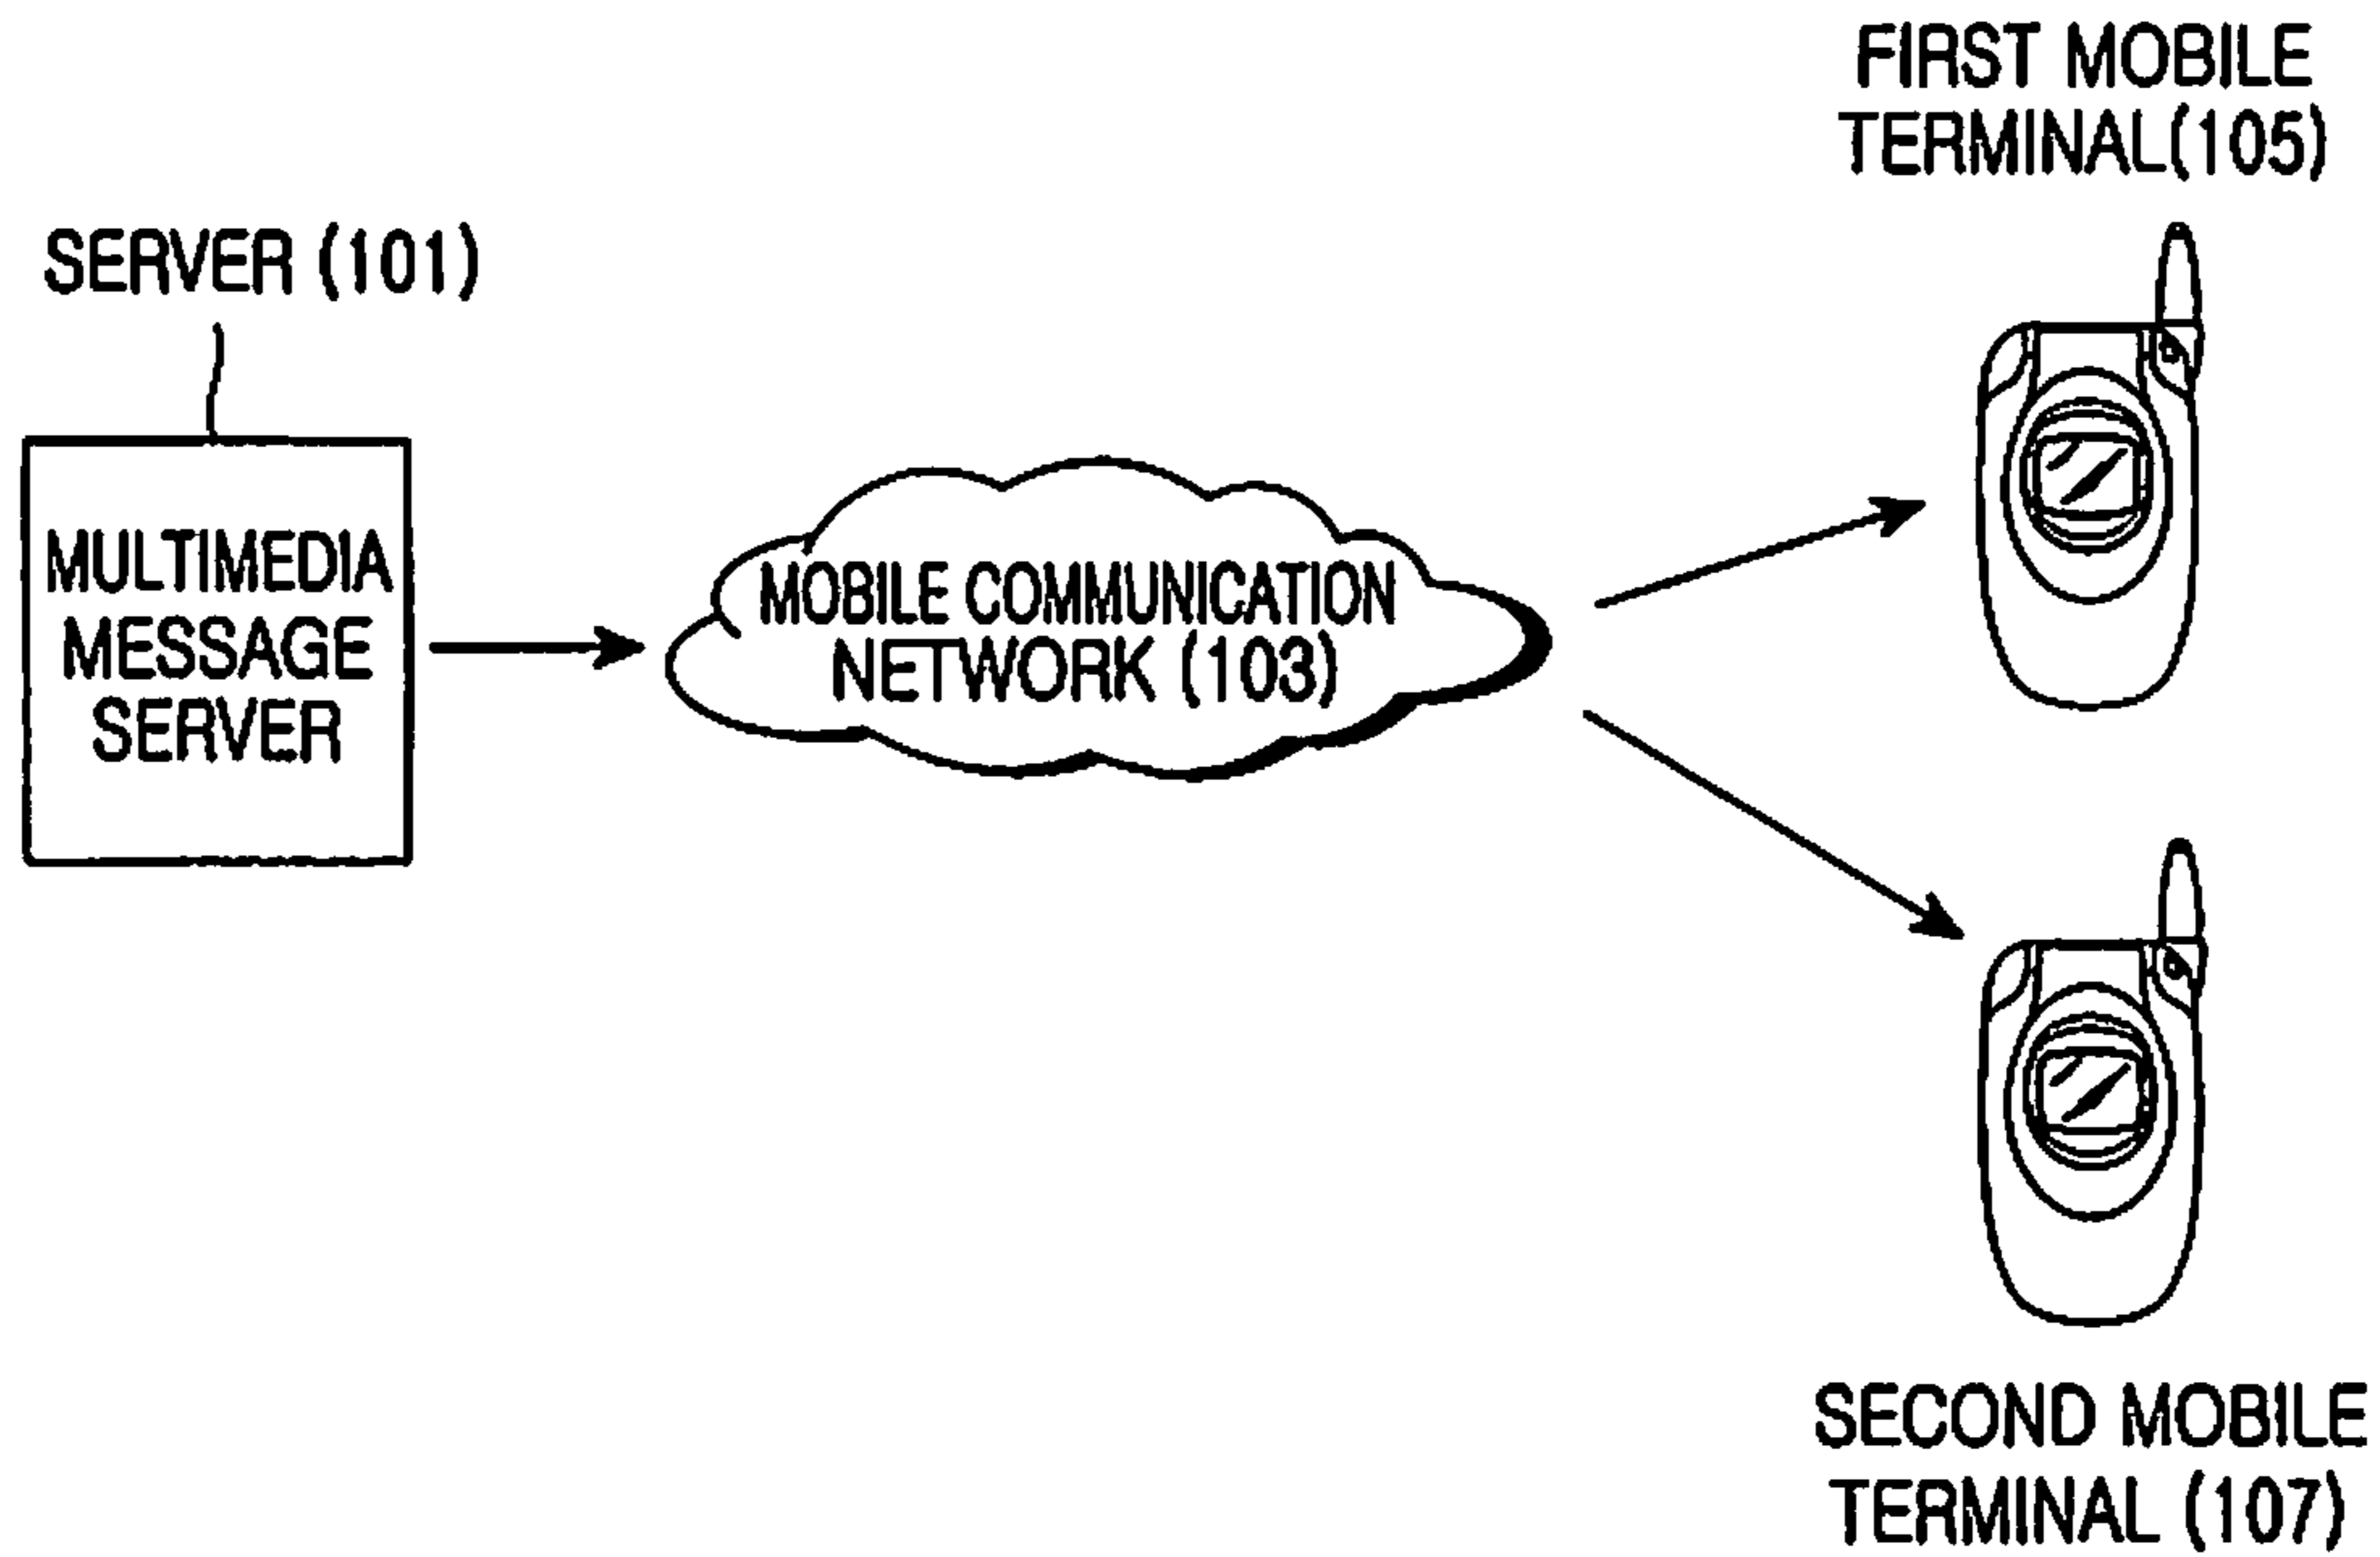 FIRST MOBILE
TERMINAL(105)
SERVER (101)
MULTIMEDIA
MESSAGE
SERVER
MOBILE COMMUNICATION
NETWORK (103)
SECOND MOBILE
TERMINAL (107)